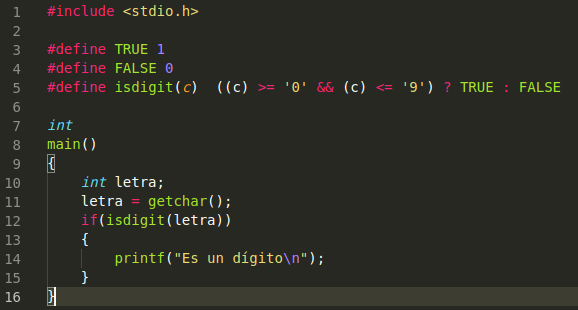 1 #include <stdio.h>
2
3 #define TRUE 1
4 #define FALSE 0
5 #define isdigit(c)  ((c) >= '0' && (c) <= '9') ? TRUE : FALSE
6
7 int
8 main()
9 {
10     int letra;
11     letra = getchar();
12     if(isdigit(letra))
13     {
14         printf("Es un dígito\n");
15     }
16 }